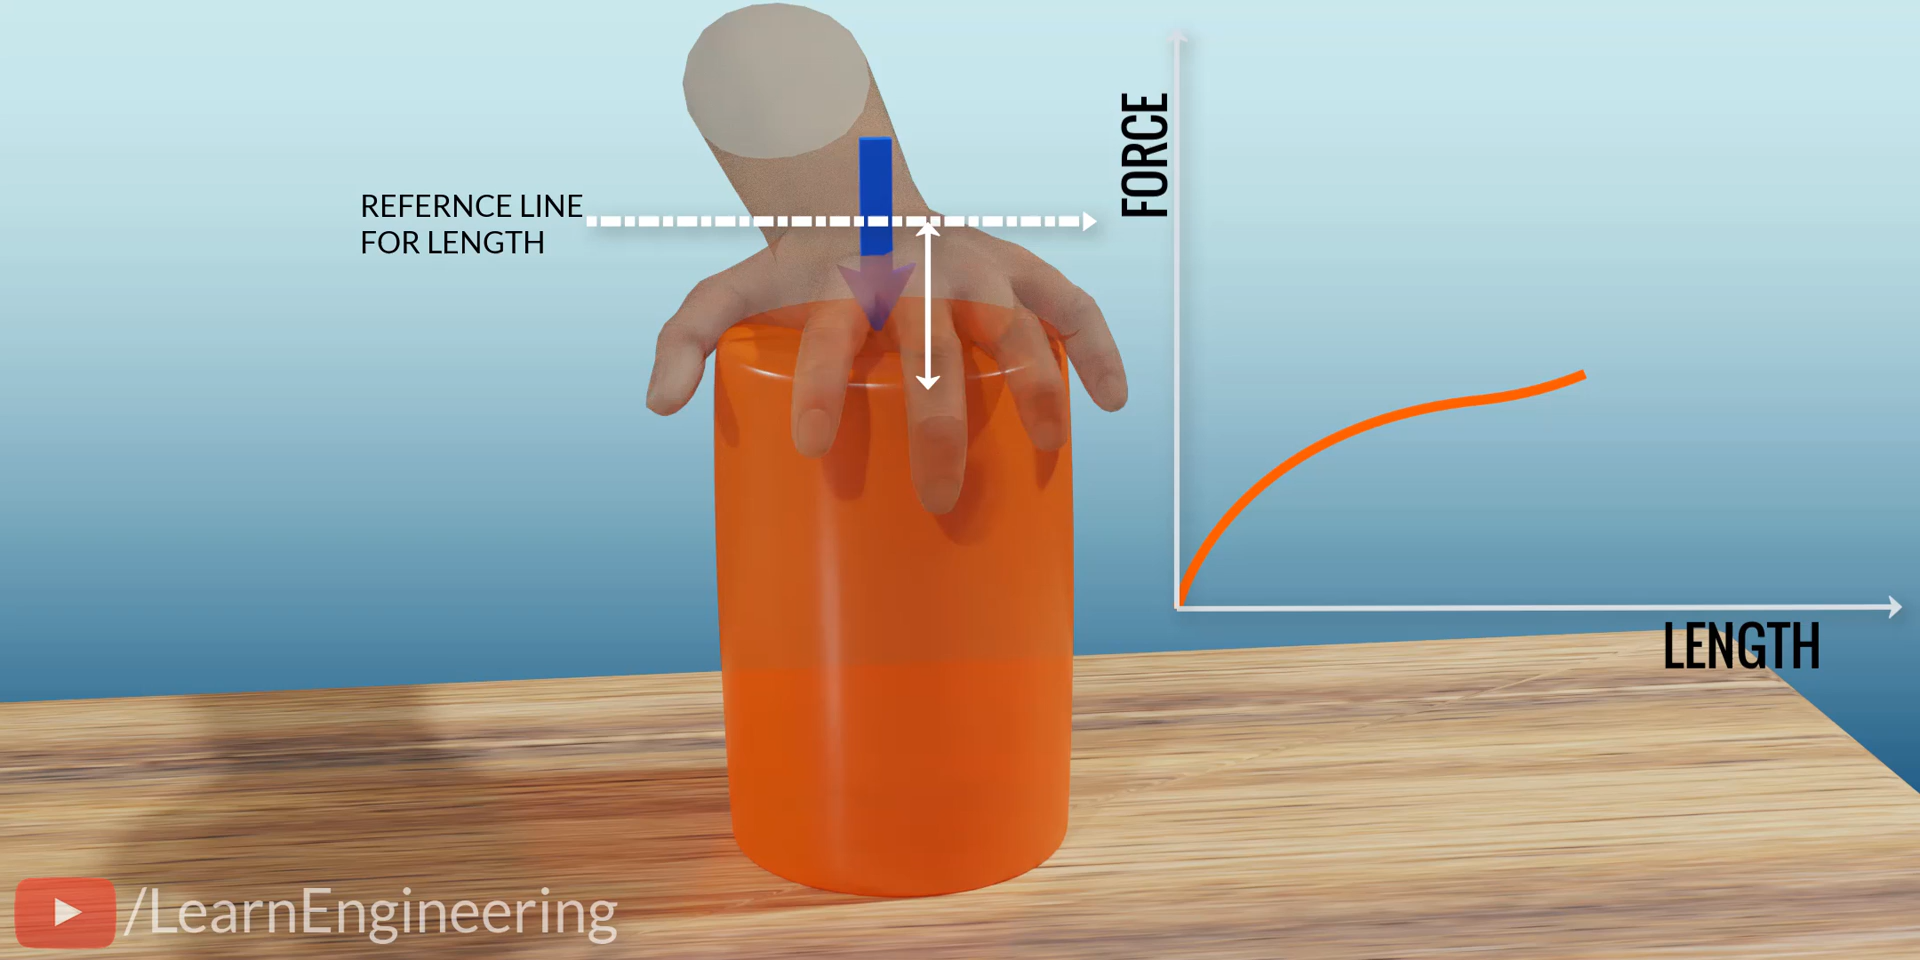 FORCE
REFERNCE LINE
FOR LENGTH
LENGTH
/LearnEngineering